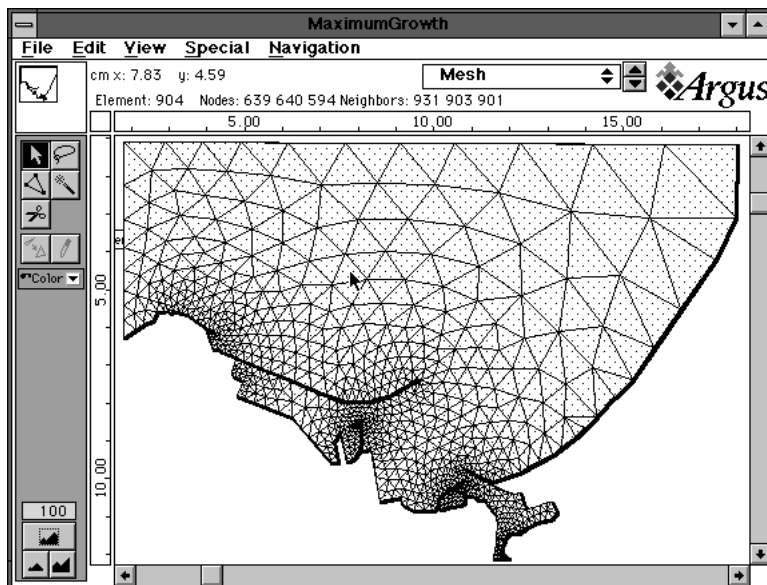 MaximumGrowth
File Edit View Special Navigation
cm x: 7.83 y: 4.59
Mesh
Argus
Element: 904 Nodes: 639 640 594 Neighbors: 931 903 901
5.00 10.00 15.00
5.00
10.00
Color
100